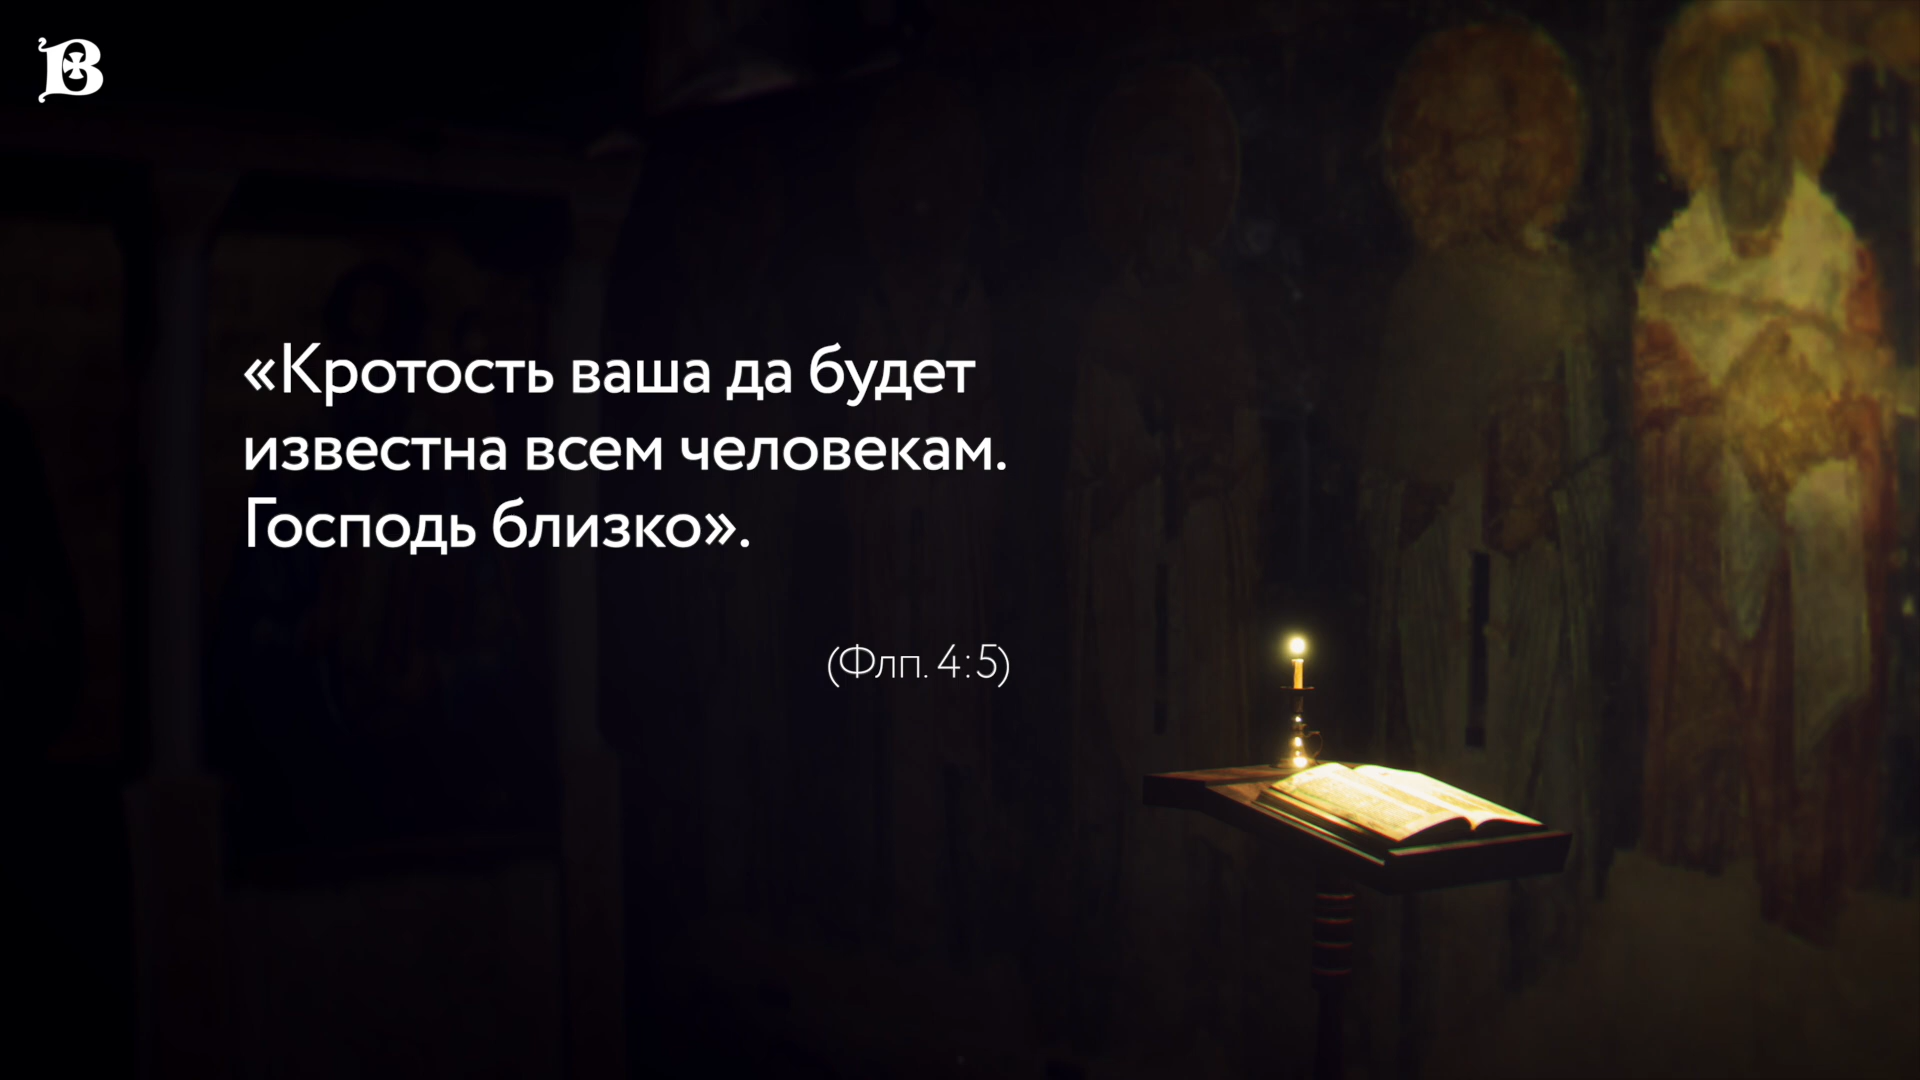 В
«Кротость ваша да будет
известна всем человекам.
Господь близко».
(Флп. 4:5)